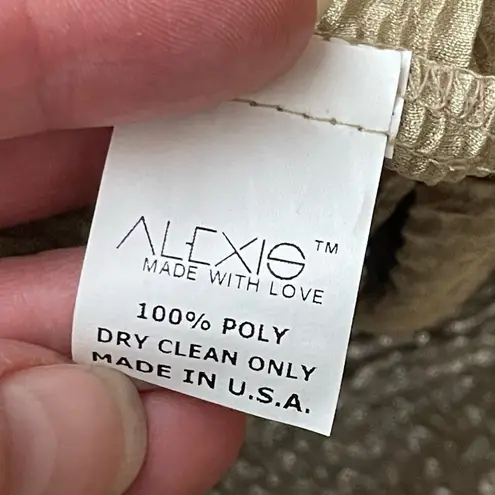 ALEXIS™
MADE WITH LOVE
100% POLY
DRY CLEAN ONLY
MADE IN U.S.A.